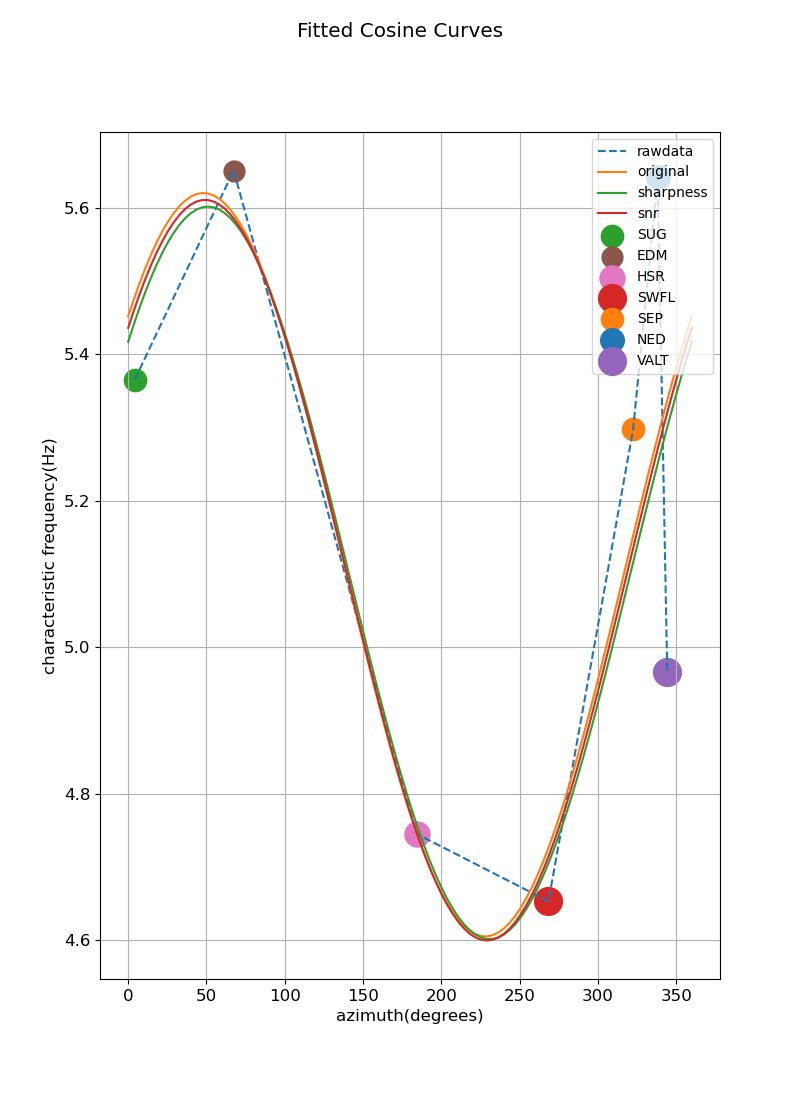 Fitted Cosine Curves
rawdata
original
sharpness
snr
SUG
EDM
HSR
SWFL
SEP
NED
VALT
characteristic frequency(Hz)
5.6
5.4
5.2
5.0
4.8
4.6
0 50 100 150 200 250 300 350
azimuth(degrees)